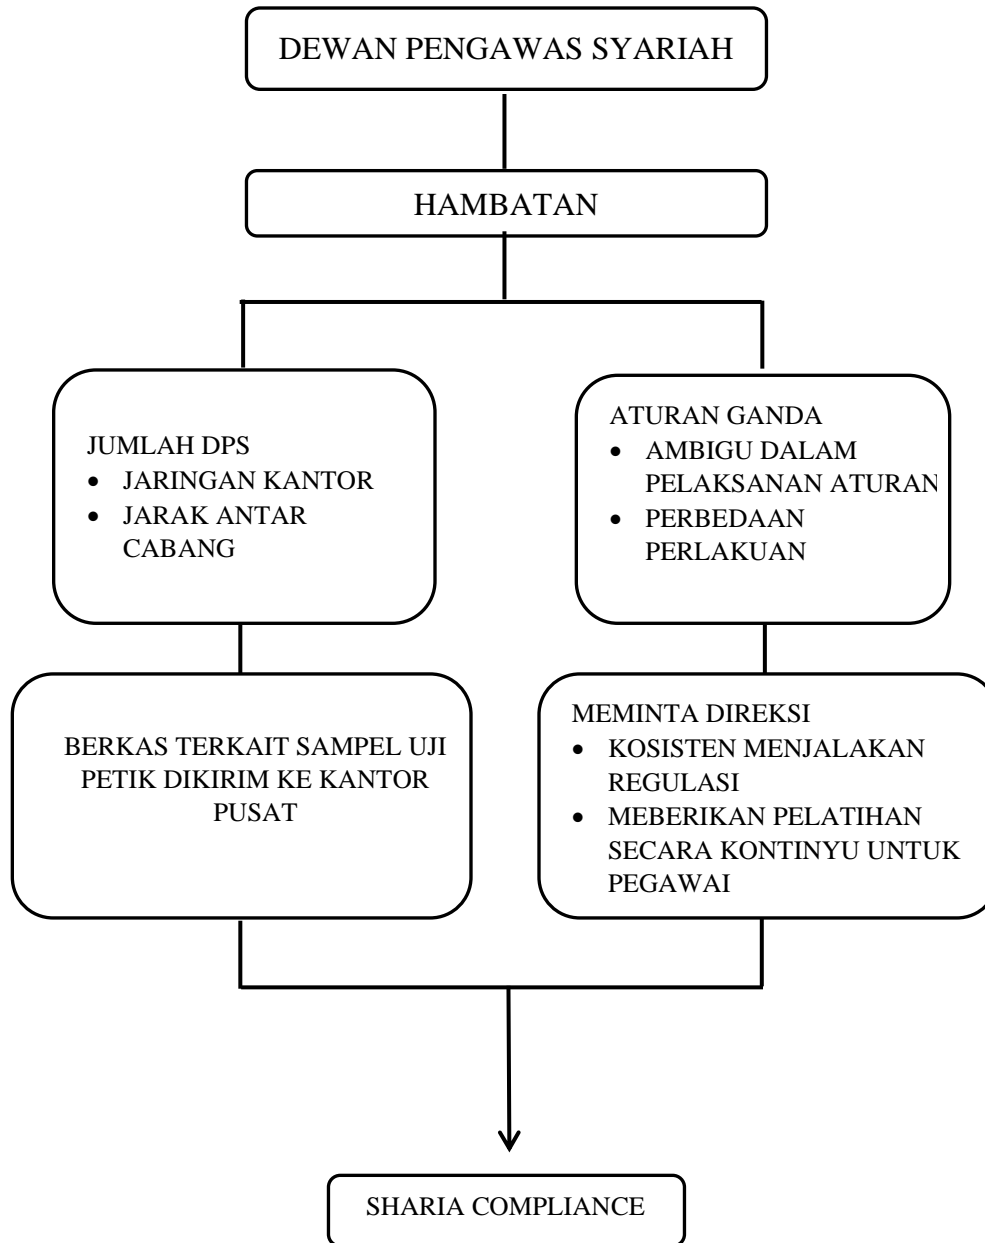 DEWAN PENGAWAS SYARIAH
HAMBATAN
JUMLAH DPS
• JARINGAN KANTOR
• JARAK ANTAR
CABANG
ATURAN GANDA
• AMBIGU DALAM
PELAKSANAN ATURAN
• PERBEDAAN
PERLAKUAN
BERKAS TERKAIT SAMPEL UJI
PETIK DIKIRIM KE KANTOR
PUSAT
MEMINTA DIREKSI
• KOSISTEN MENJALAKAN
REGULASI
• MEBERIKAN PELATIHAN
SECARA KONTINYU UNTUK
PEGAWAI
SHARIA COMPLIANCE